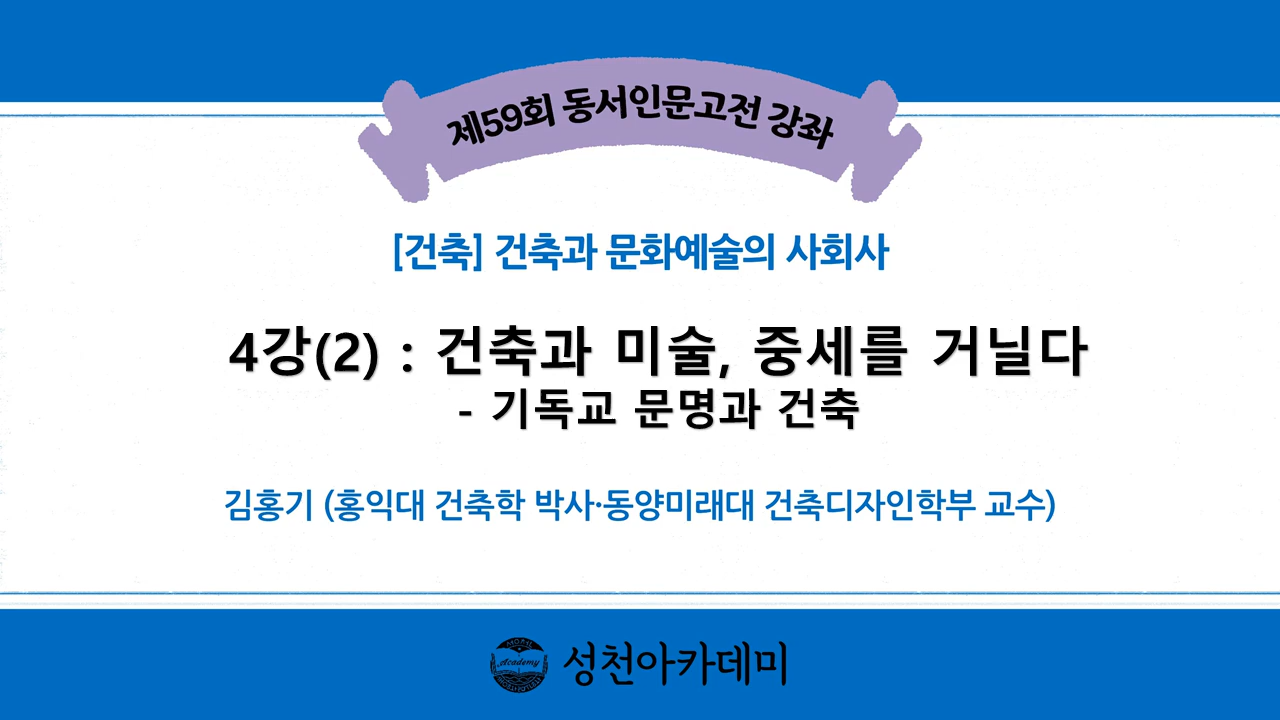 제59회 동서인문고전 강좌
[건축] 건축과 문화예술의 사회사
4강(2) : 건축과 미술, 중세를 거닐다
- 기독교 문명과 건축
김홍기 (홍익대 건축학 박사·동양미래대 건축디자인학부 교수)
Academy
성천아카데미